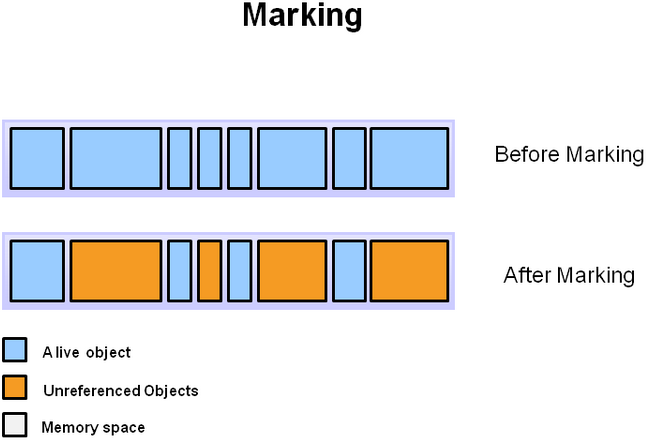 Marking
Before Marking
After Marking
A live object
Unreferenced Objects
Memory space